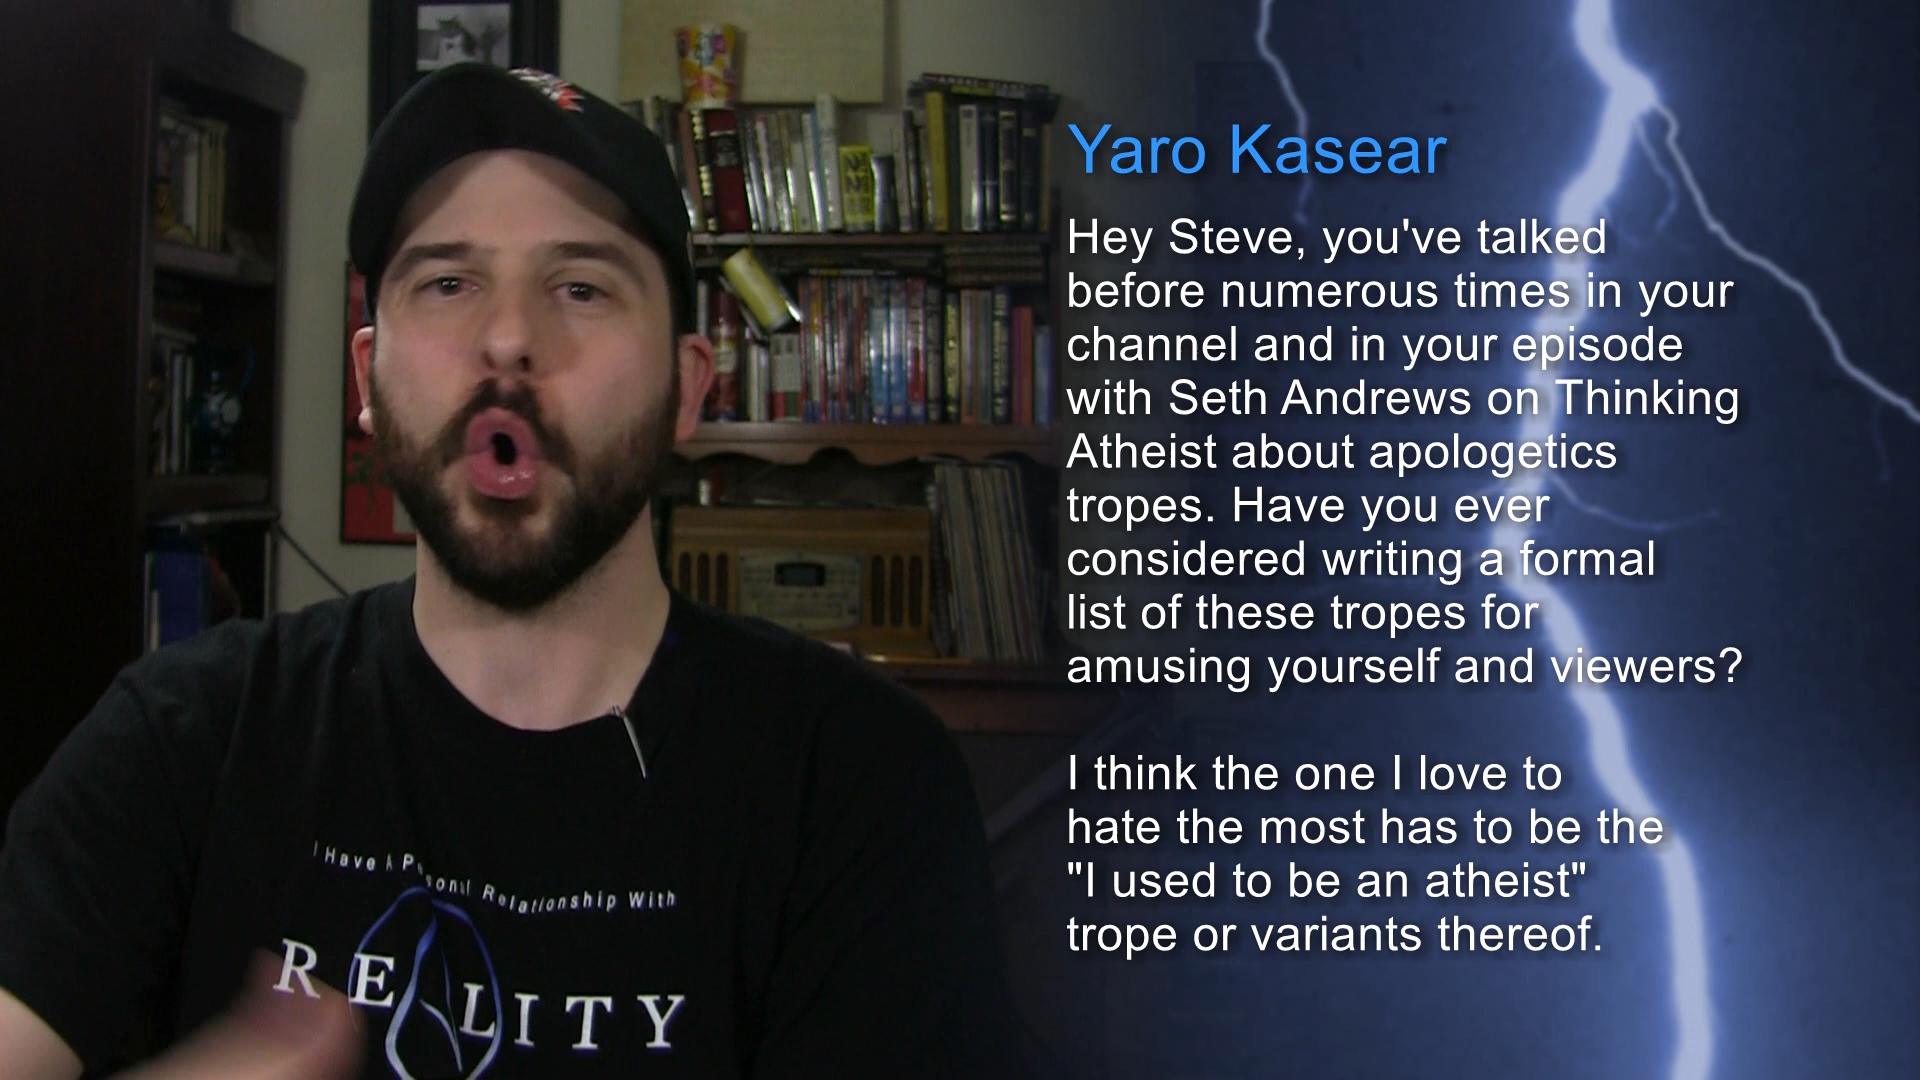 Yaro Kasear
Hey Steve, you've talked
before numerous times in your
channel and in your episode
with Seth Andrews on Thinking
Atheist about apologetics
tropes. Have you ever
considered writing a formal
list of these tropes for
amusing yourself and viewers?
I think the one I love to
hate the most has to be the
"I used to be an atheist"
trope or variants thereof.
I Have A Personal Relationship With
REALITY